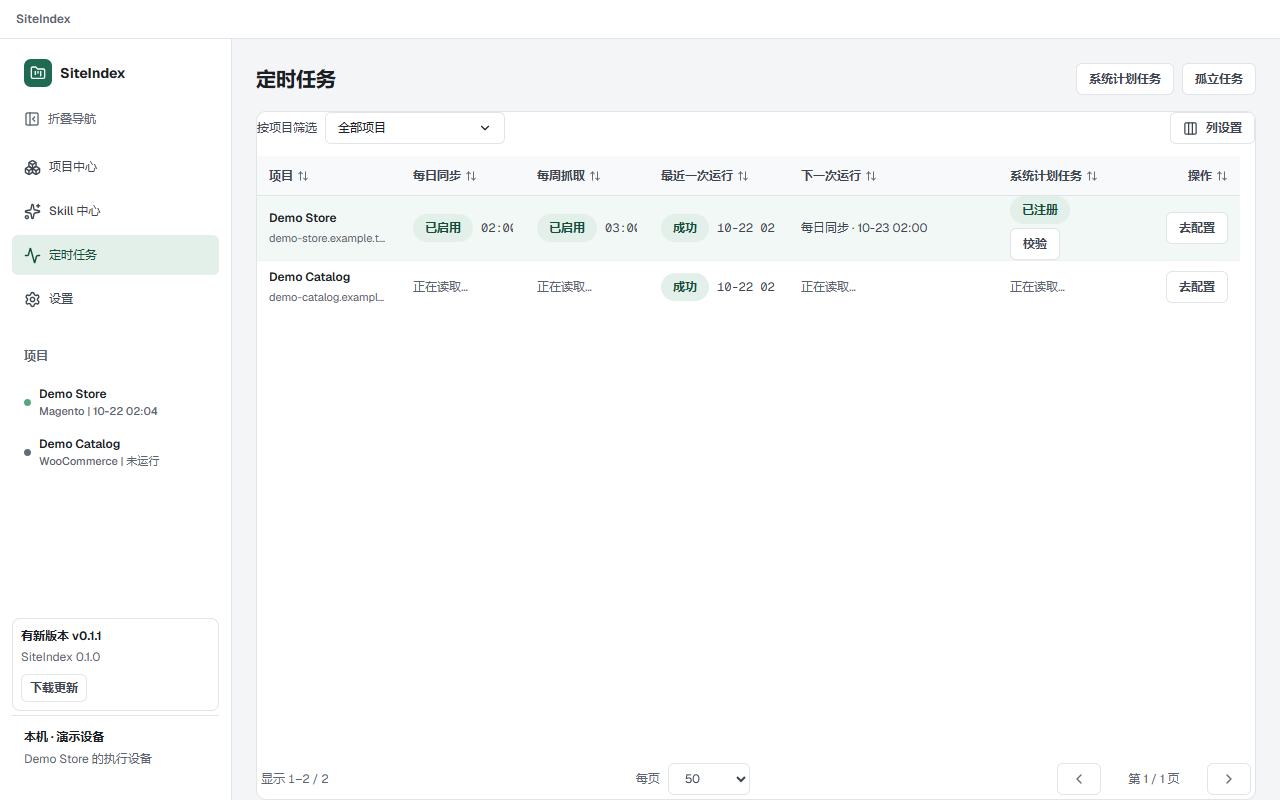 SiteIndex
SiteIndex
折叠导航
项目中心
Skill 中心
定时任务
设置
项目
Demo Store
Magento | 10-22 02:04
Demo Catalog
WooCommerce | 未运行
有新版本 v0.1.1
SiteIndex 0.1.0
下载更新
本机 · 演示设备
Demo Store 的执行设备
定时任务
系统计划任务
孤立任务
按项目筛选
全部项目
列设置
项目 每日同步 每周抓取 最近一次运行 下一次运行 系统计划任务 操作
Demo Store
demo-store.example.t...
已启用 02:00
已启用 03:00
成功 10-22 02
每日同步 · 10-23 02:00
已注册
校验
去配置
Demo Catalog
demo-catalog.exampl...
正在读取...
正在读取...
成功 10-22 02
正在读取...
正在读取...
去配置
显示 1–2 / 2
每页 50
第 1 / 1 页